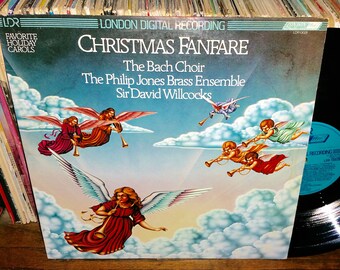 LDR LONDON DIGITAL RECORDING
FAVORITE
HOLIDAY
CAROLS
CHRISTMAS FANFARE
The Bach Choir
The Philip Jones Brass Ensemble
Sir David Willcocks